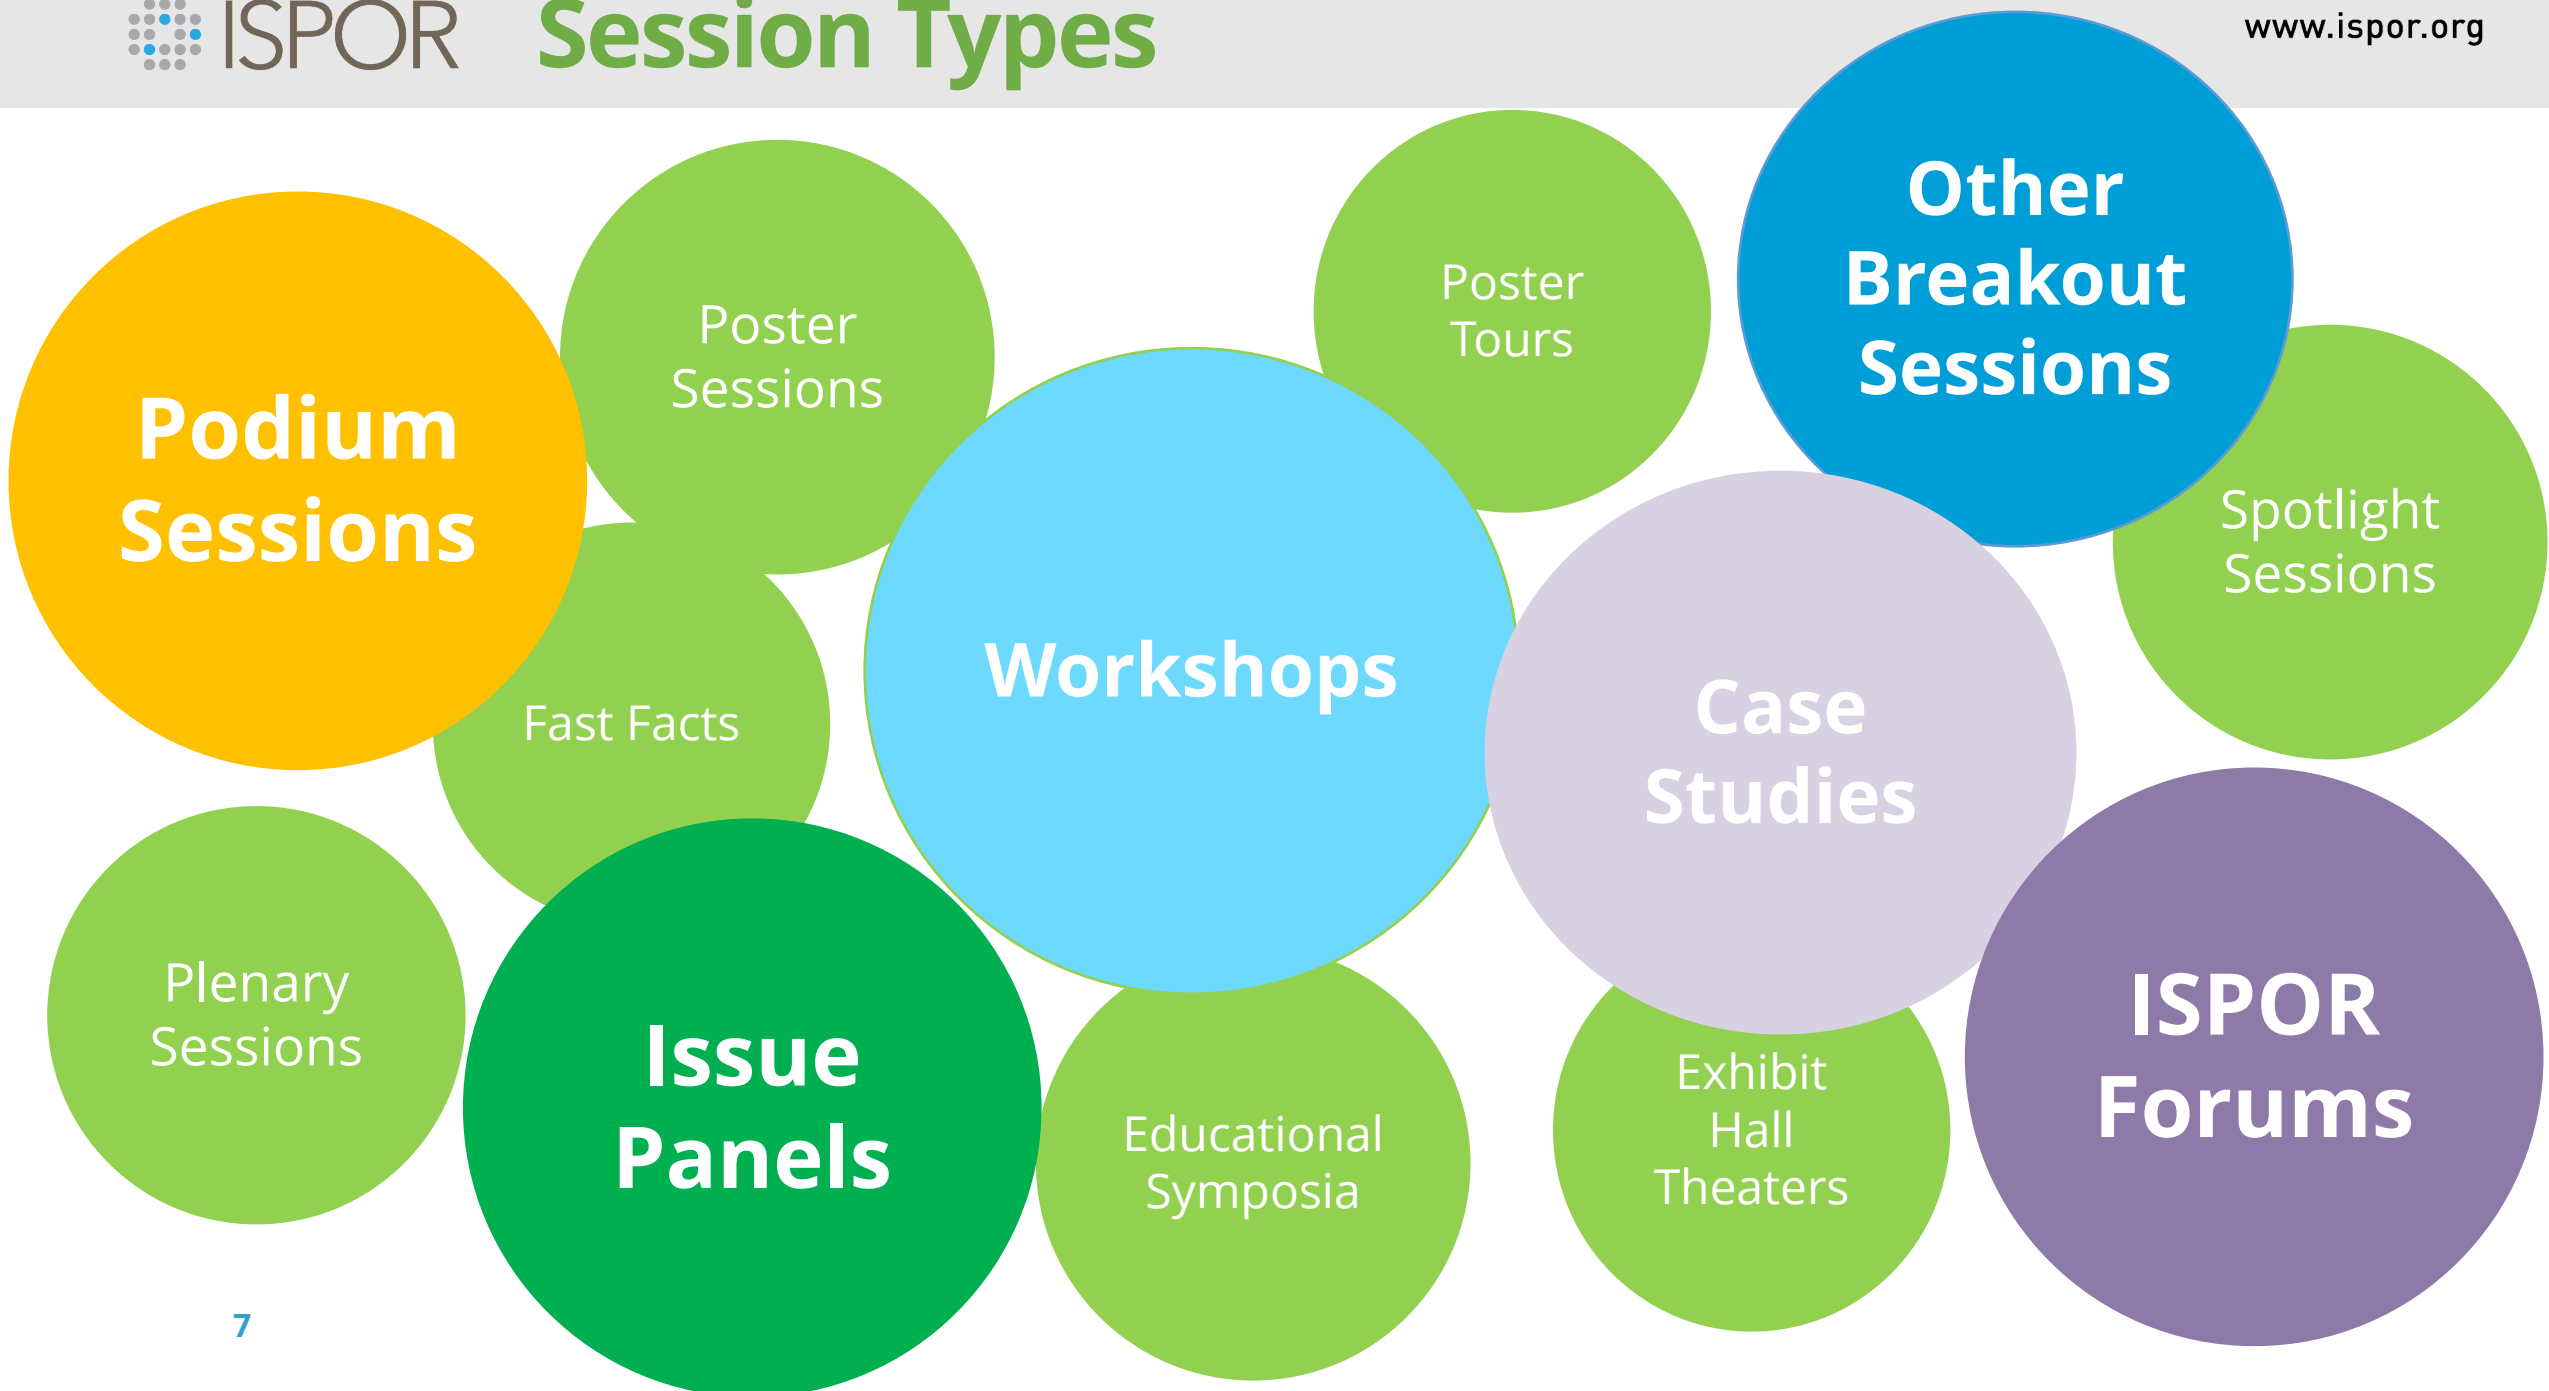 ISPOR
Session Types
www.ispor.org
Podium
Sessions
Poster
Sessions
Poster
Tours
Other
Breakout
Sessions
Spotlight
Sessions
Fast Facts
Workshops
Case
Studies
Plenary
Sessions
Issue
Panels
Educational
Symposia
Exhibit
Hall
Theaters
ISPOR
Forums
7